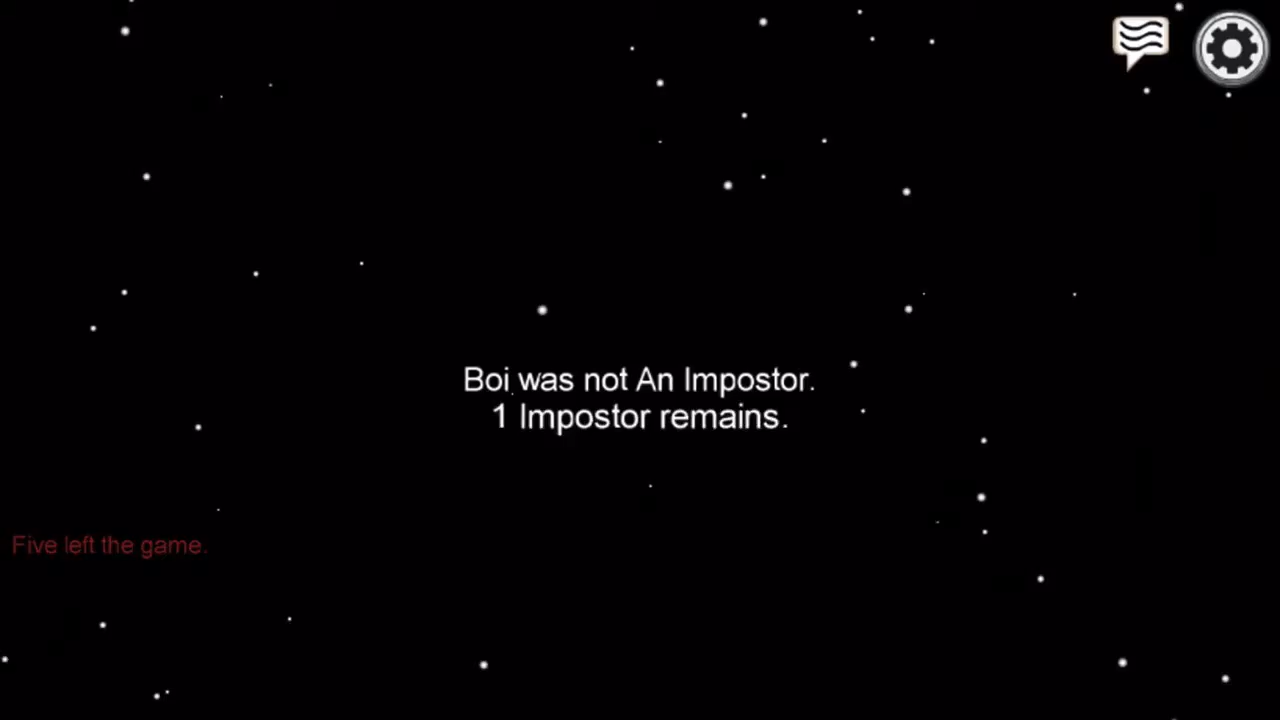 Boi was not An Impostor.
1 Impostor remains.
Five left the game.